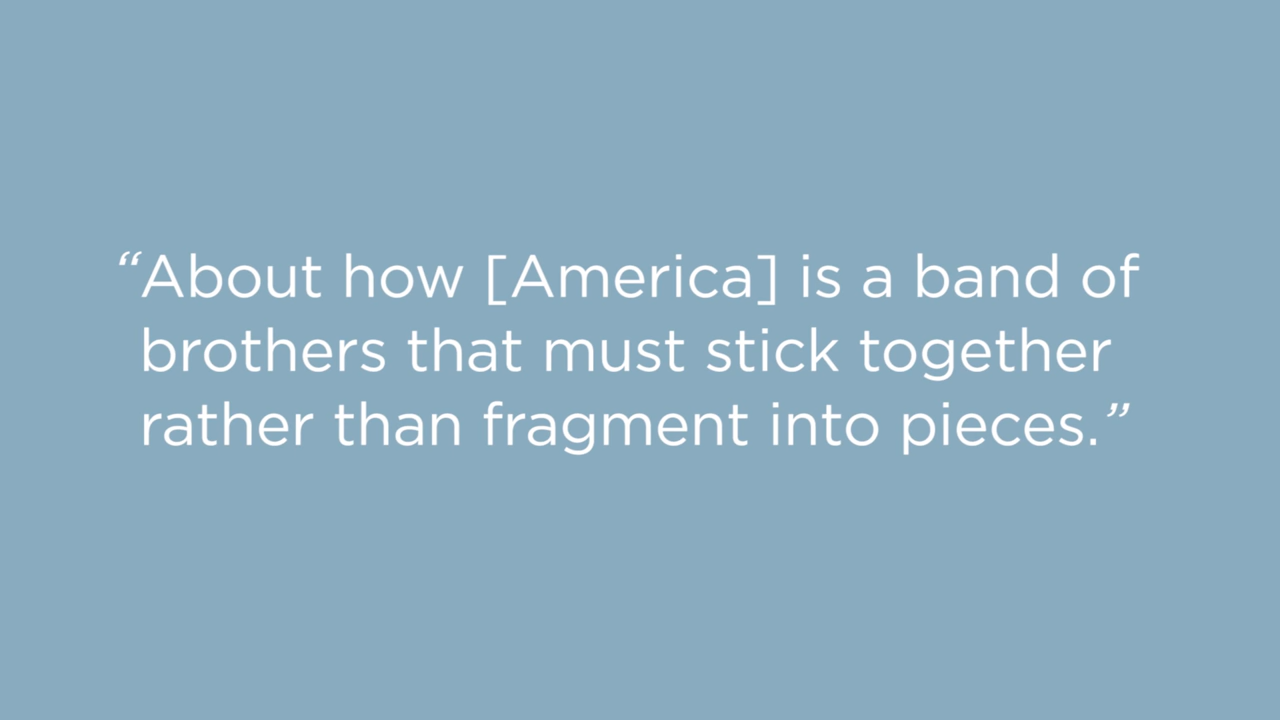 “About how [America] is a band of
brothers that must stick together
rather than fragment into pieces.”